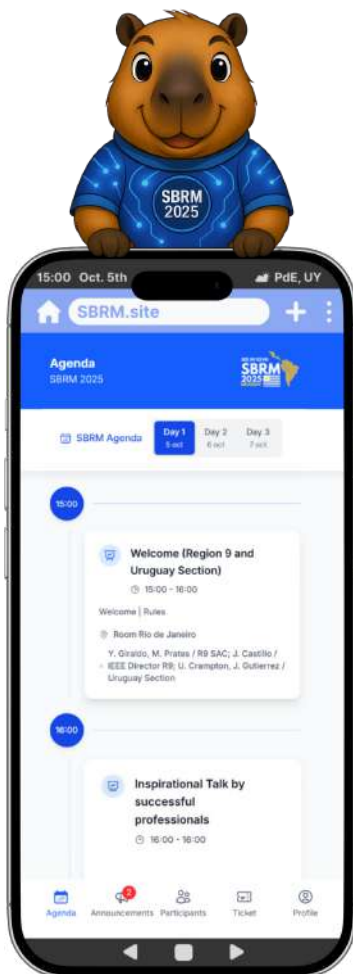 SBRM
2025
15:00 Oct. 5th
PdE, UY
SBRM.site
Agenda
SBRM 2025
SBRM
2025
SBRM Agenda
Day 1
5 oct
Day 2
6 oct
Day 3
7 oct
15:00
Welcome (Region 9 and
Uruguay Section)
15:00 - 16:00
Welcome | Rules
Room Rio de Janeiro
Y. Giraldo, M. Prates / R9 SAC; J. Castillo /
IEEE Director R9; U. Crampton, J. Gutierrez /
Uruguay Section
16:00
Inspirational Talk by
successful
professionals
16:00 - 16:00
2
Agenda
Announcements
Participants
Ticket
Profile